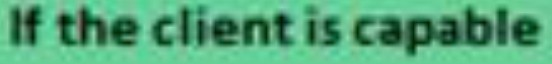 If the client is capable